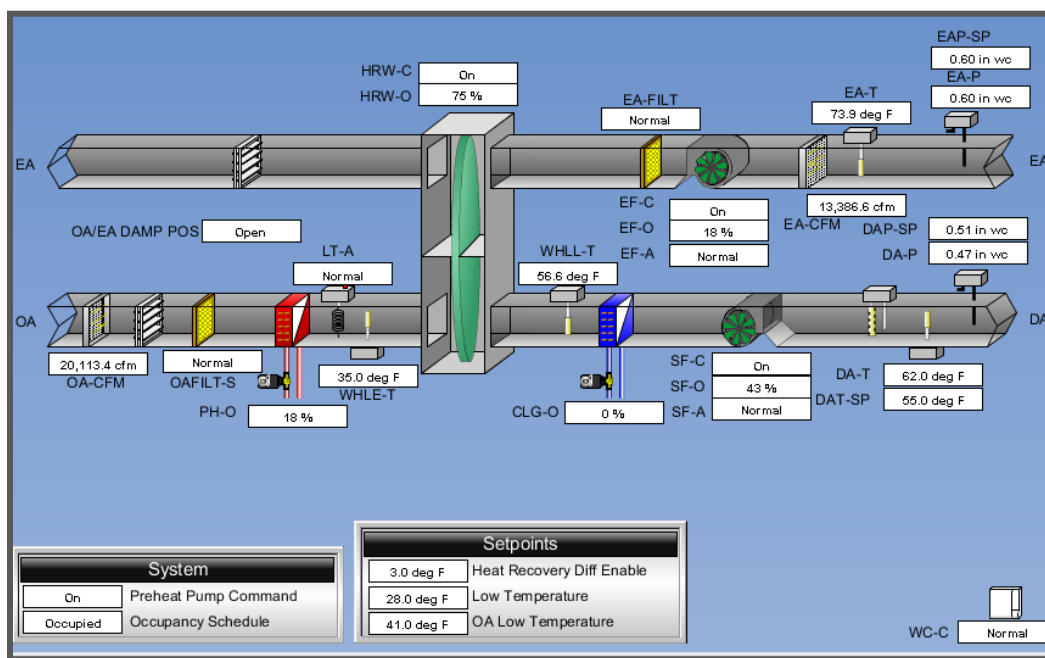 EAP-SP
0.60 in wc
HRW-C On
EA-P
HRW-O 75 %
EA-FILT
EA-T
0.60 in wc
Normal
73.9 deg F
EA
EA
EF-C On
13,386.6 cfm
OA/EA DAMP POS Open
EF-O 18 %
EA-CFM
DAP-SP 0.51 in wc
LT-A
WHLL-T
EF-A Normal
DA-P 0.47 in wc
Normal
56.6 deg F
OA
DA
20,113.4 cfm
Normal
SF-C On
OA-CFM
OAFILT-S
35.0 deg F
SF-O 43 %
DA-T 62.0 deg F
WHLE-T
PH-O 18 %
CLG-O 0 %
SF-A Normal
DAT-SP 55.0 deg F
System
On Preheat Pump Command
Occupied Occupancy Schedule
Setpoints
3.0 deg F Heat Recovery Diff Enable
28.0 deg F Low Temperature
41.0 deg F OA Low Temperature
WC-C Normal